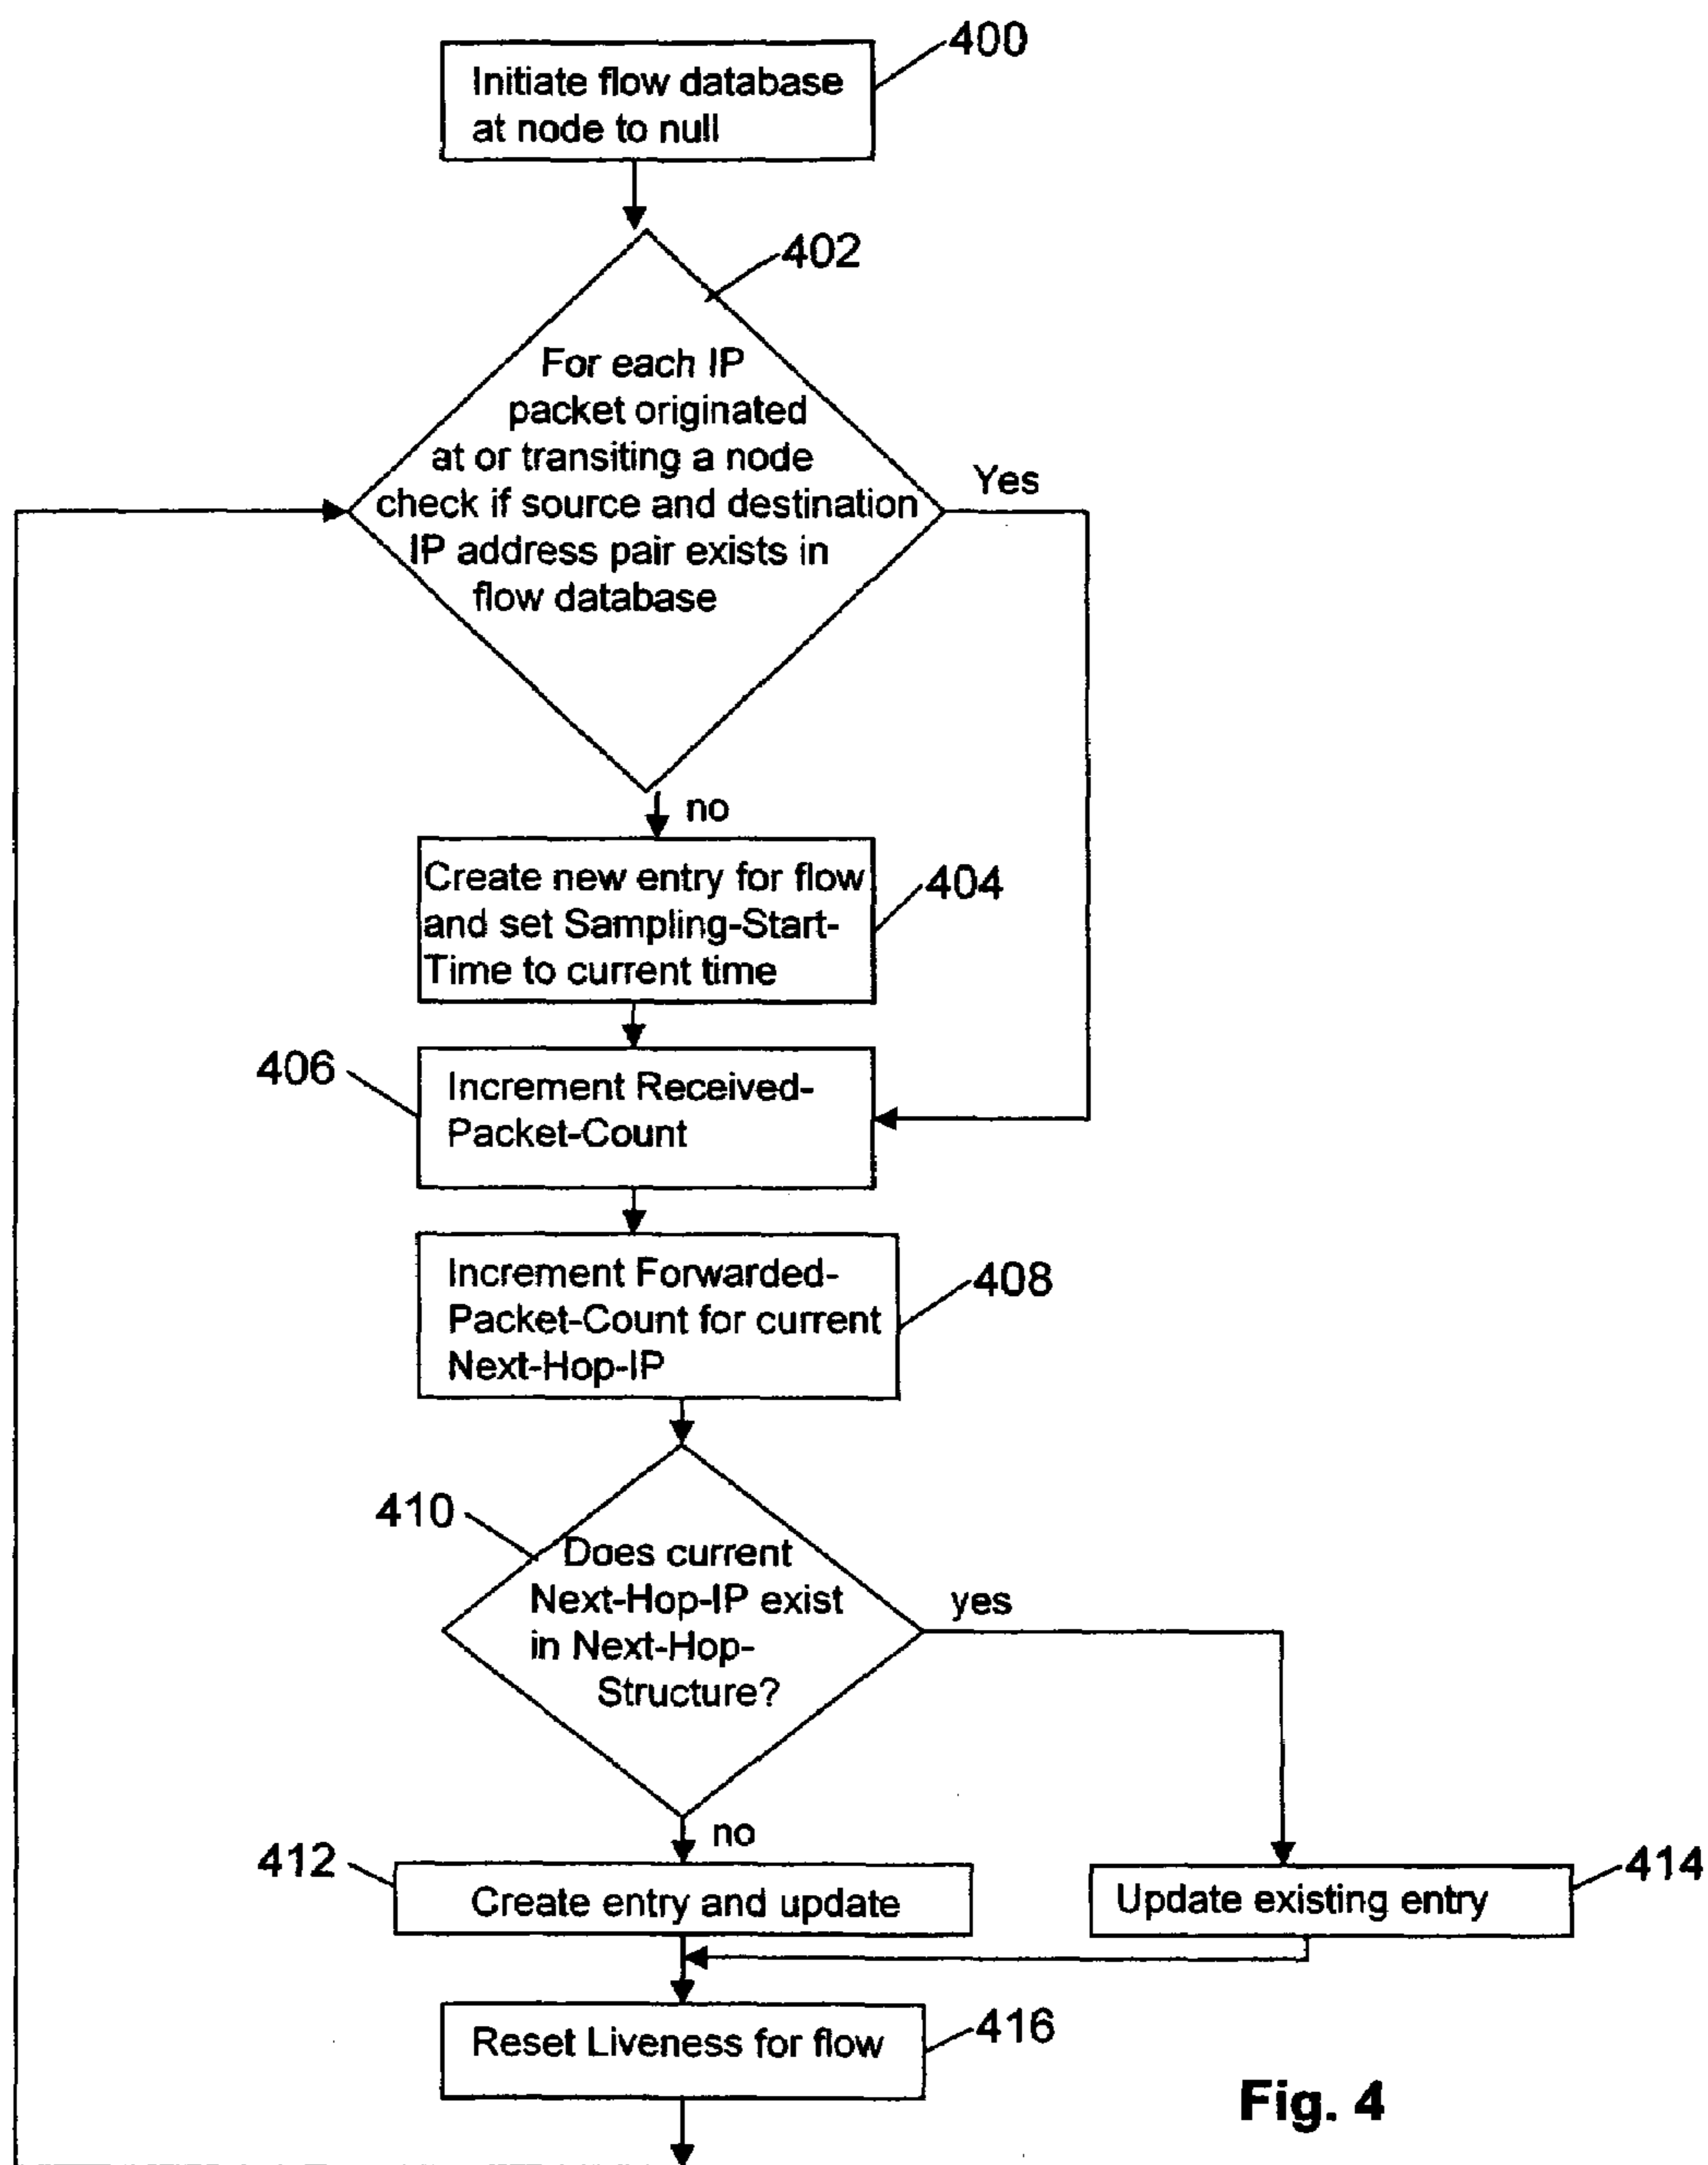 400
Initiate flow database
at node to null
402
For each IP
packet originated
at or transiting a node
check if source and destination
IP address pair exists in
flow database
Yes
no
Create new entry for flow
and set Sampling-Start-
Time to current time
404
406
Increment Received-
Packet-Count
Increment Forwarded-
Packet-Count for current
Next-Hop-IP
408
410
Does current
Next-Hop-IP exist
in Next-Hop-
Structure?
yes
no
412
Create entry and update
Update existing entry
414
Reset Liveness for flow
416
Fig. 4